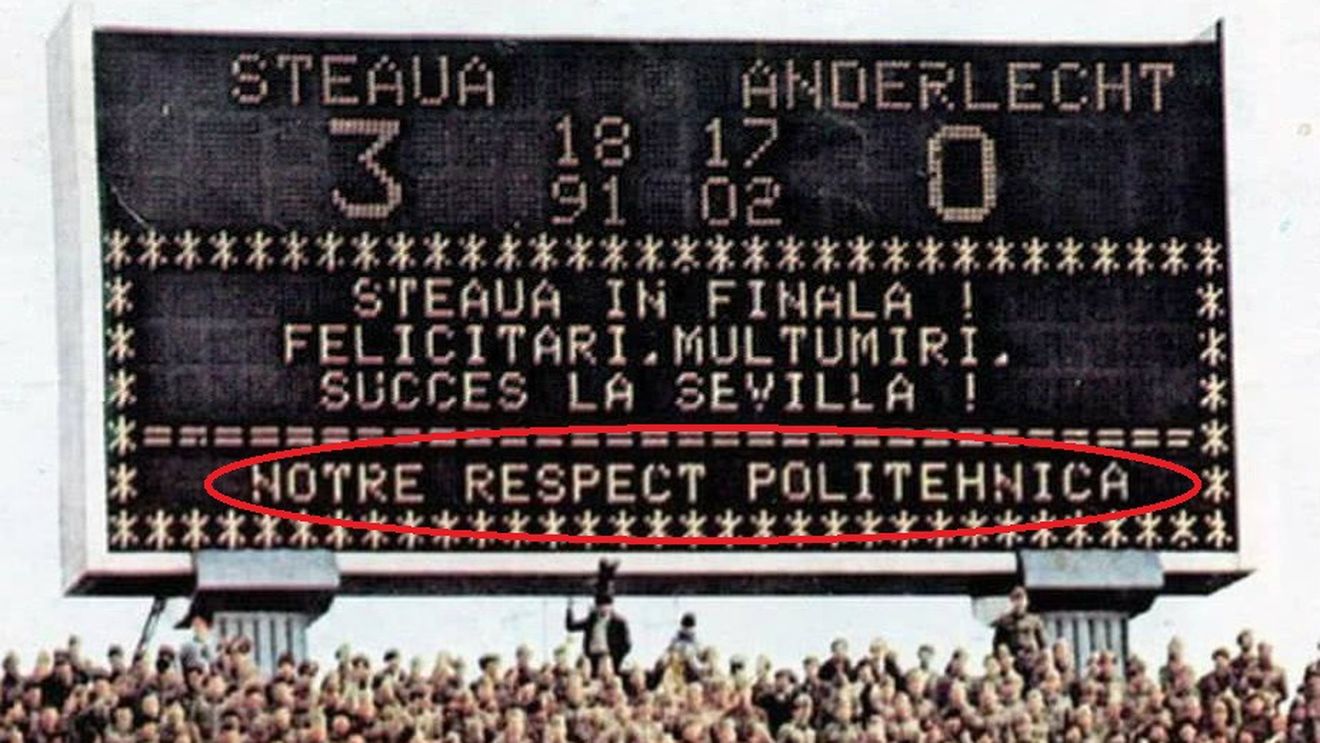 STEAUA ANDERLECHT
3 18 17 0
91 02
* * * * * * * * * * * * * * * * * * * * * * * * * * * * * * *
* STEAUA IN FINALA ! *
* FELICITARI.MULTUMIRI. *
* SUCCES LA SEVILLA ! *
* = = = = = = = = = = = = = = = = = = = = = = = = = = = = = *
* NOTRE RESPECT POLITEHNICA *
* * * * * * * * * * * * * * * * * * * * * * * * * * * * * * *